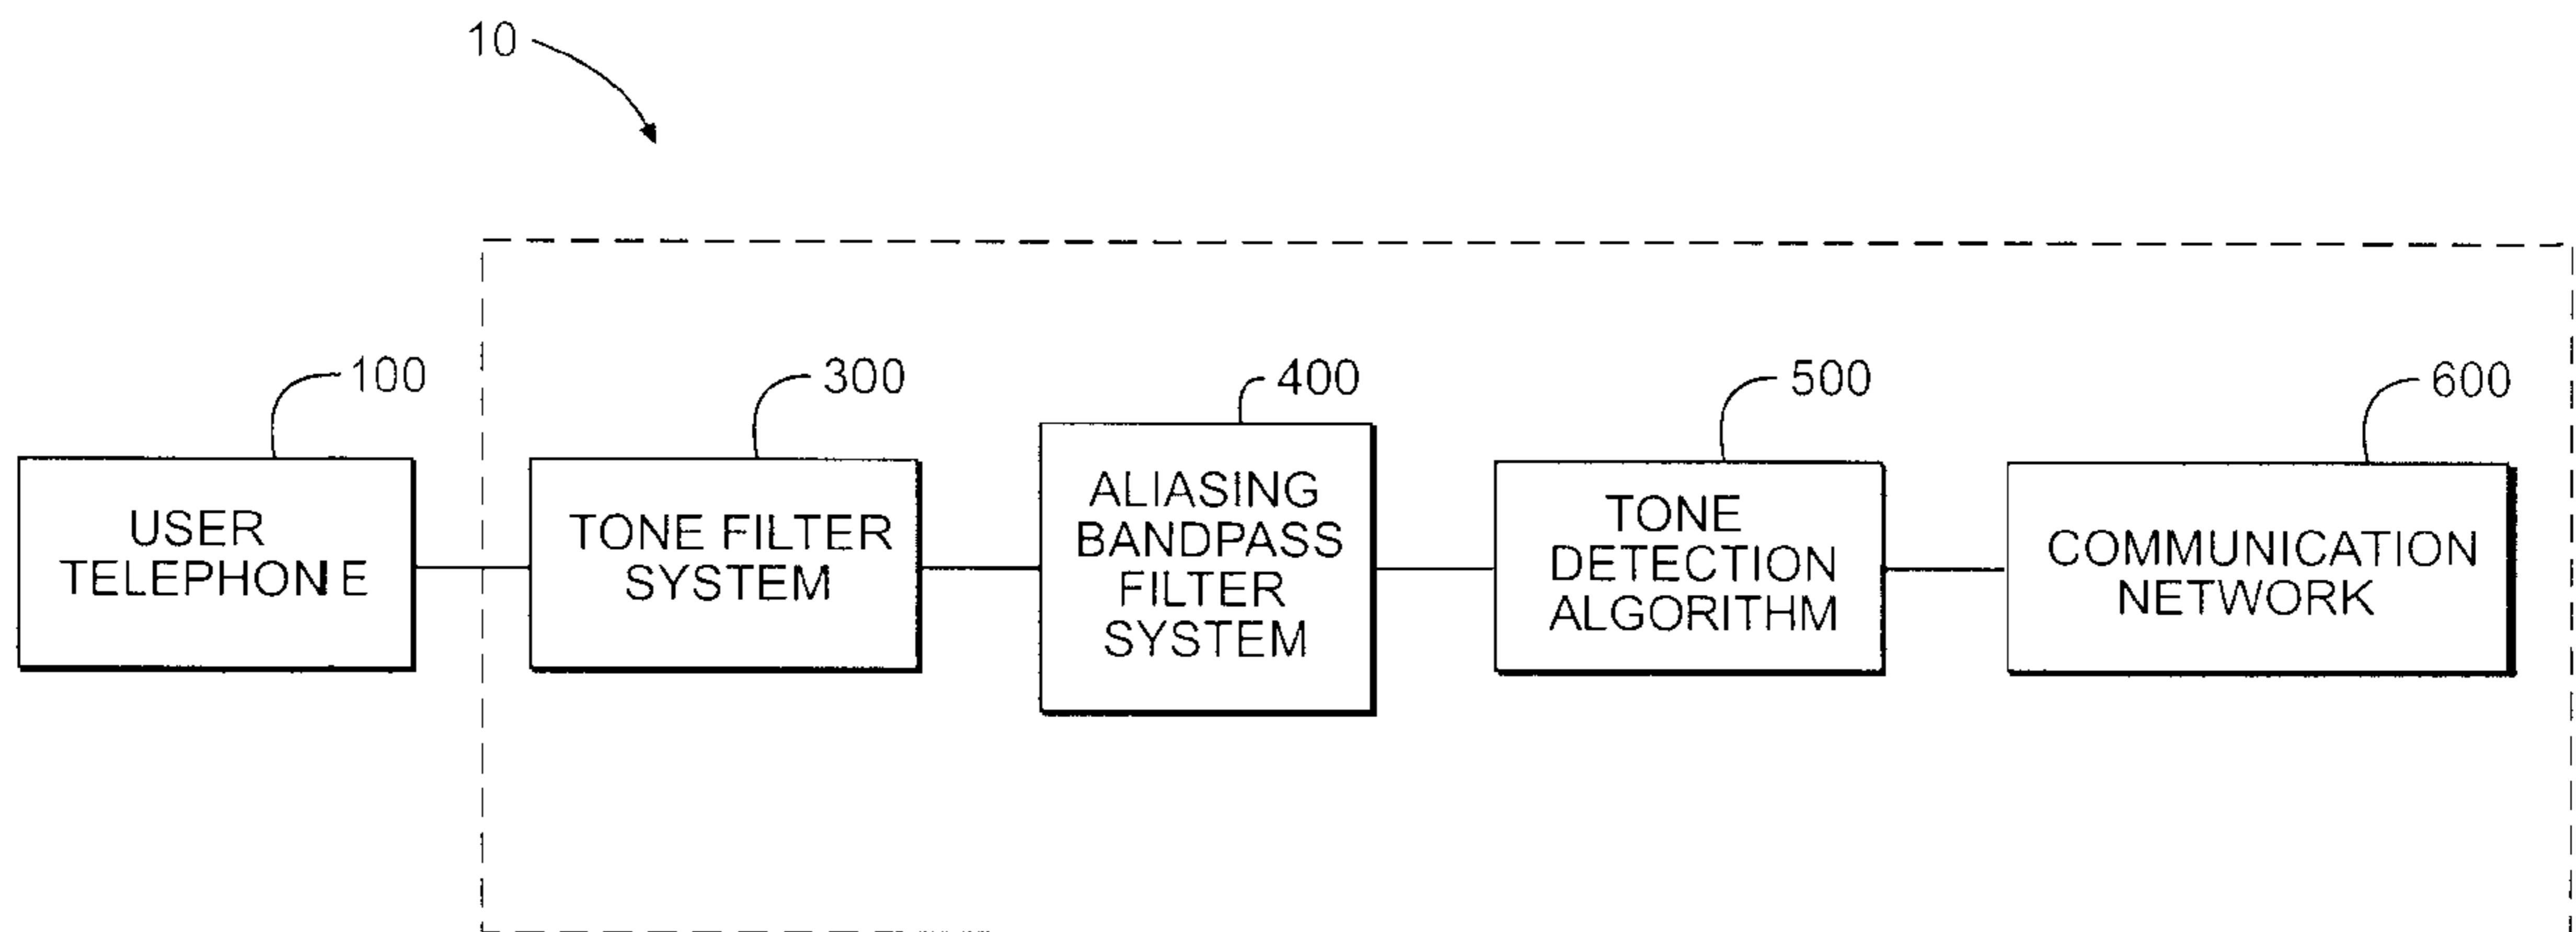 10
100
300
400
500
600
USER
TELEPHONE
TONE FILTER
SYSTEM
ALIASING
BANDPASS
FILTER
SYSTEM
TONE
DETECTION
ALGORITHM
COMMUNICATION
NETWORK